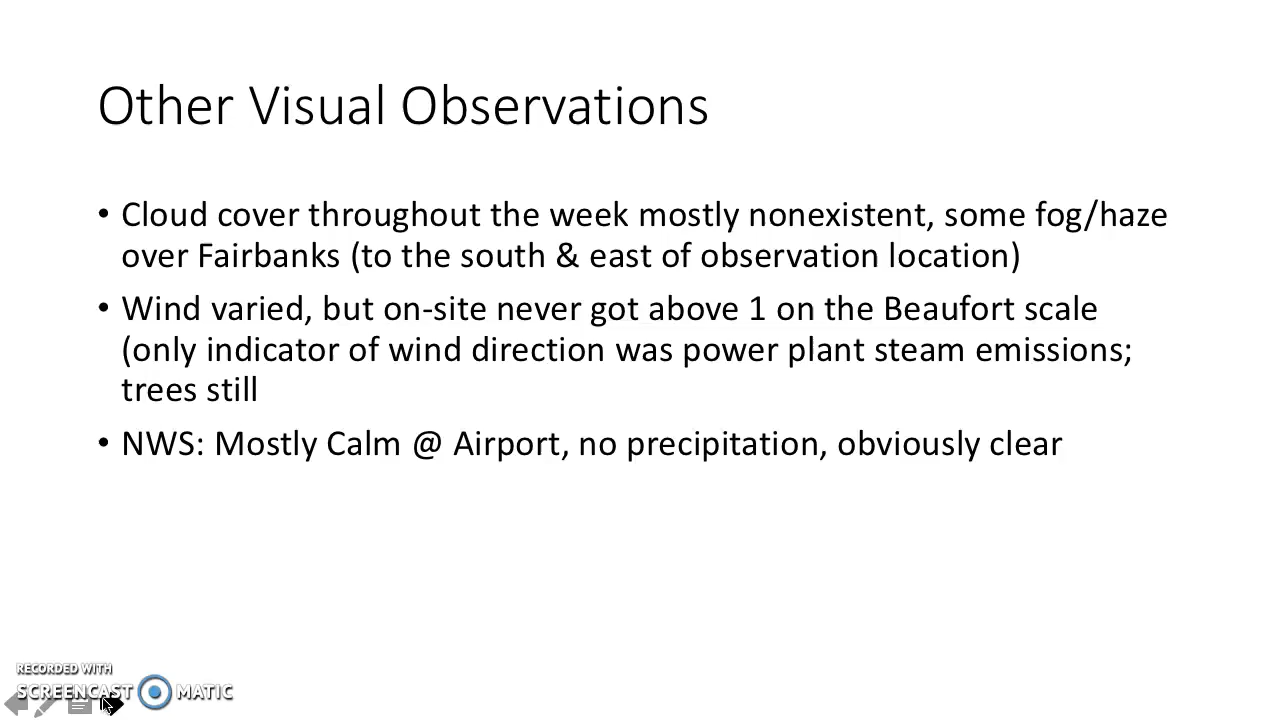 Other Visual Observations
• Cloud cover throughout the week mostly nonexistent, some fog/haze
over Fairbanks (to the south & east of observation location)
• Wind varied, but on-site never got above 1 on the Beaufort scale
(only indicator of wind direction was power plant steam emissions;
trees still
• NWS: Mostly Calm @ Airport, no precipitation, obviously clear
RECORDED WITH
SCREENCAST MATIC